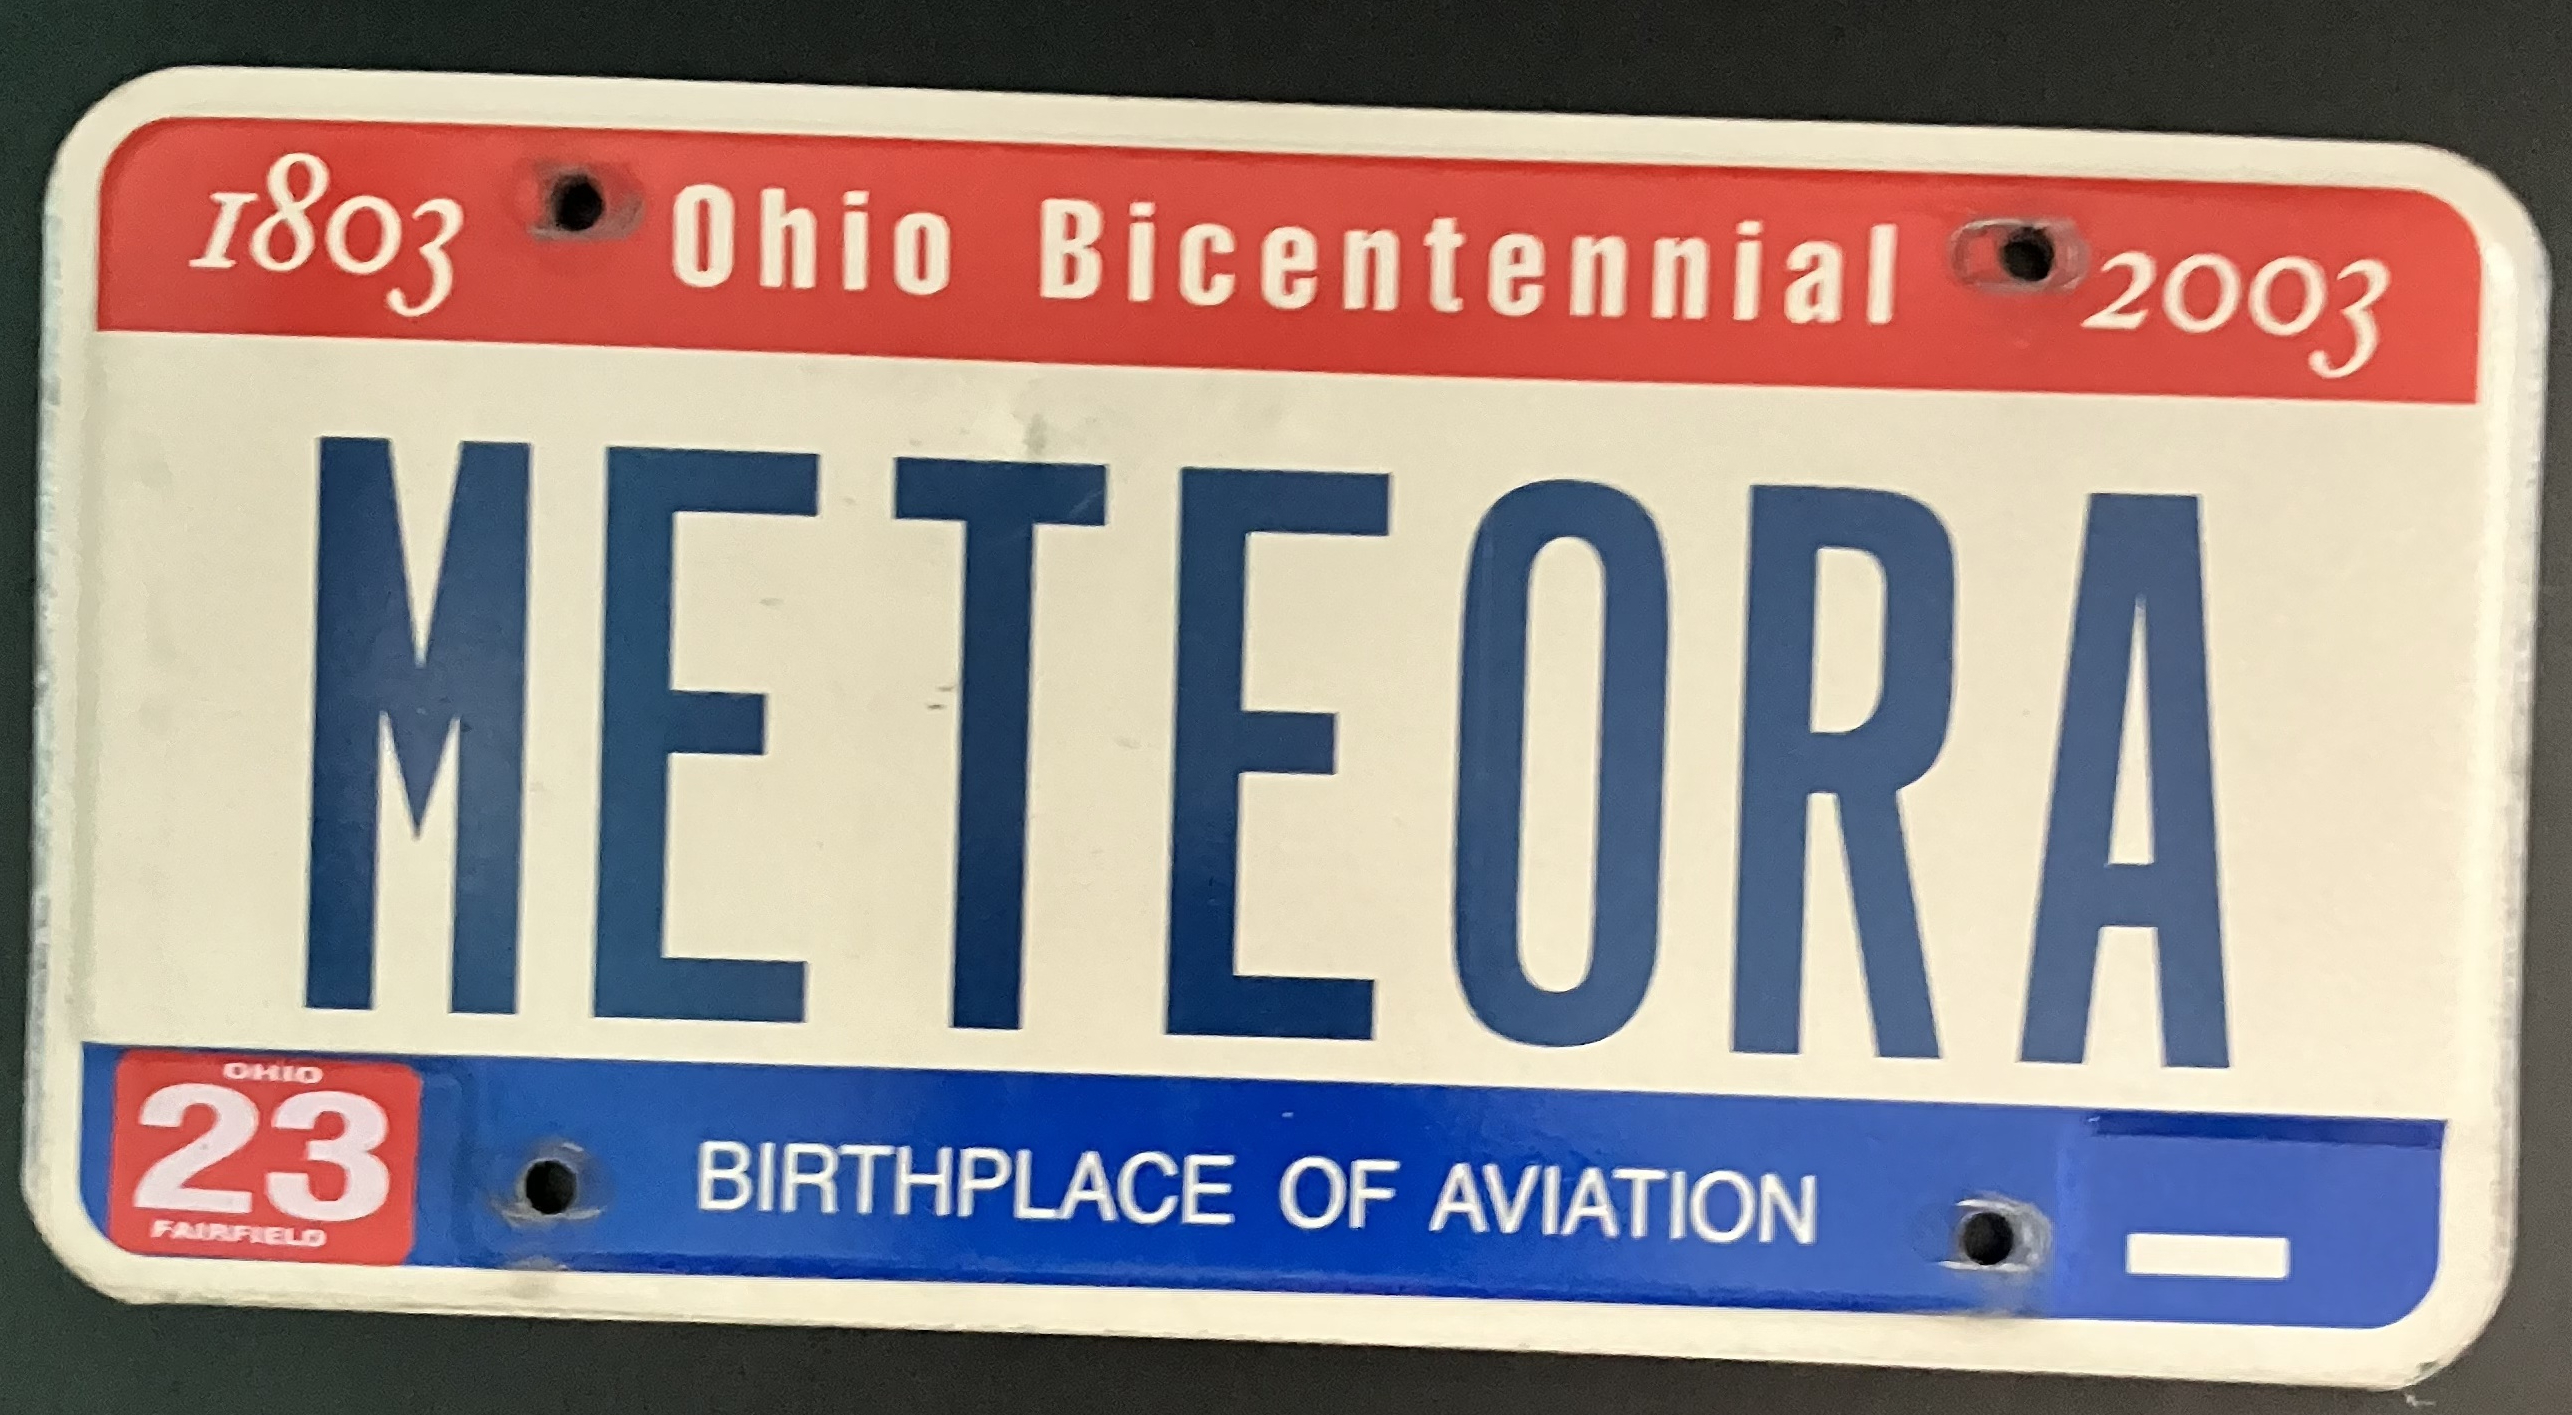 1803 Ohio Bicentennial 2003
METEORA
OHIO
23
FAIRFIELD
BIRTHPLACE OF AVIATION